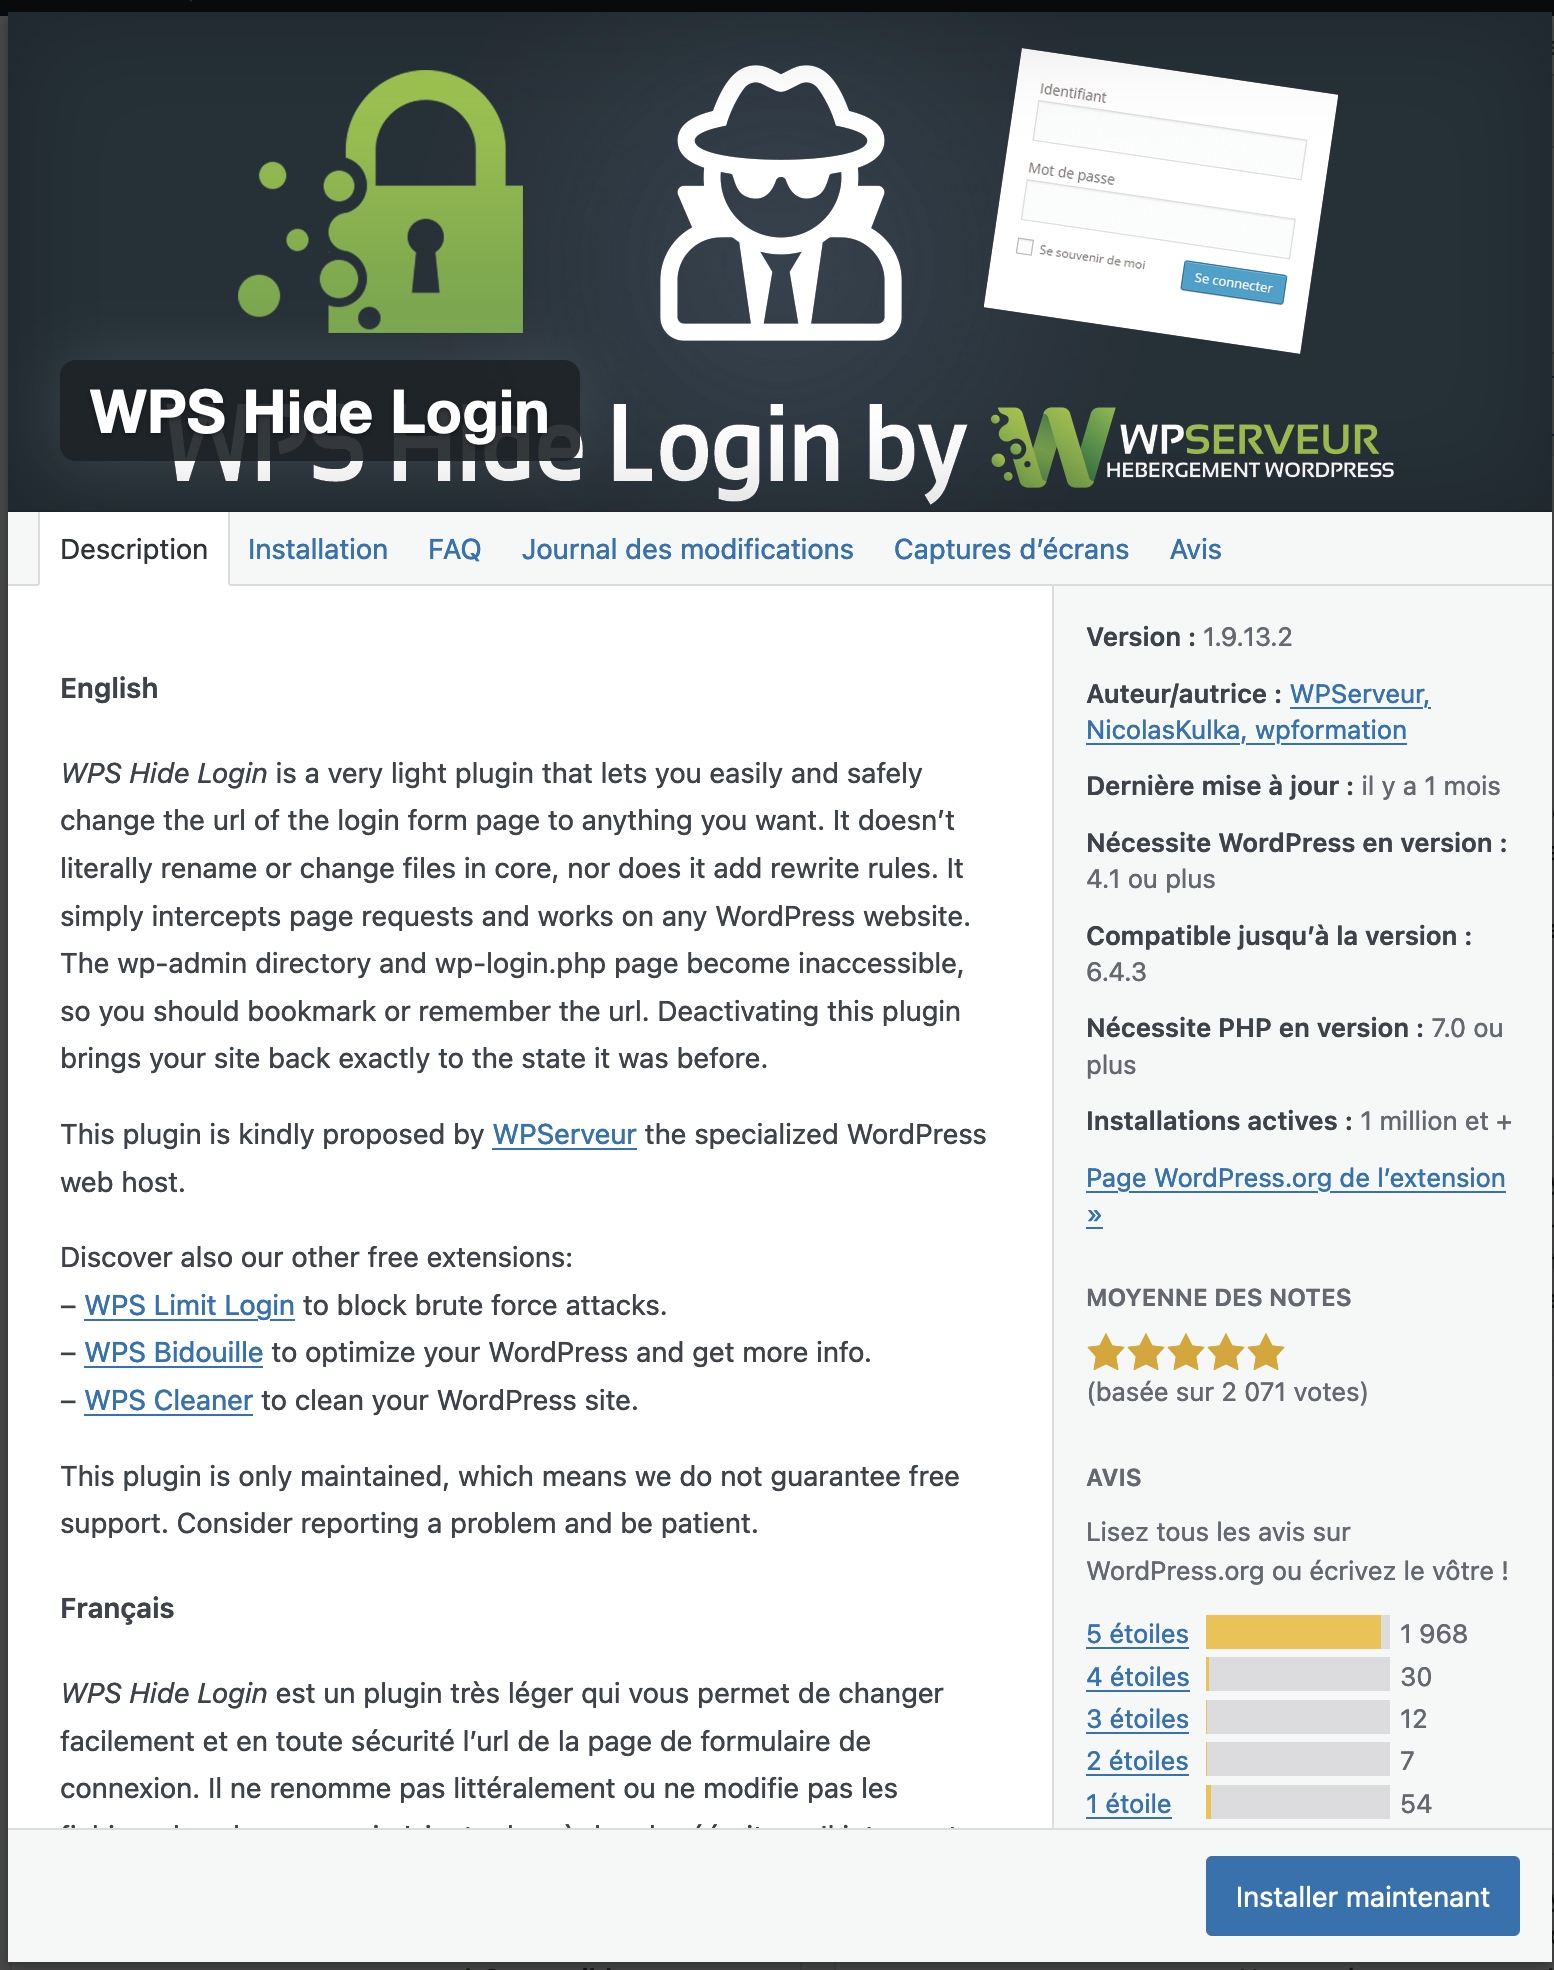 Identifiant
Mot de passe
Se souvenir de moi
Se connecter
WPS Hide Login
WPS Hide Login by
WPSERVEUR
HEBERGEMENT WORDPRESS
Description
Installation
FAQ
Journal des modifications
Captures d’écrans
Avis
English
WPS Hide Login is a very light plugin that lets you easily and safely
change the url of the login form page to anything you want. It doesn’t
literally rename or change files in core, nor does it add rewrite rules. It
simply intercepts page requests and works on any WordPress website.
The wp-admin directory and wp-login.php page become inaccessible,
so you should bookmark or remember the url. Deactivating this plugin
brings your site back exactly to the state it was before.
This plugin is kindly proposed by WPServeur the specialized WordPress
web host.
Discover also our other free extensions:
– WPS Limit Login to block brute force attacks.
– WPS Bidouille to optimize your WordPress and get more info.
– WPS Cleaner to clean your WordPress site.
This plugin is only maintained, which means we do not guarantee free
support. Consider reporting a problem and be patient.
Français
WPS Hide Login est un plugin très léger qui vous permet de changer
facilement et en toute sécurité l’url de la page de formulaire de
connexion. Il ne renomme pas littéralement ou ne modifie pas les
Version : 1.9.13.2
Auteur/autrice : WPServeur,
NicolasKulka, wpformation
Dernière mise à jour : il y a 1 mois
Nécessite WordPress en version :
4.1 ou plus
Compatible jusqu’à la version :
6.4.3
Nécessite PHP en version : 7.0 ou
plus
Installations actives : 1 million et +
Page WordPress.org de l’extension
»
MOYENNE DES NOTES
(basée sur 2 071 votes)
AVIS
Lisez tous les avis sur
WordPress.org ou écrivez le vôtre !
5 étoiles 1 968
4 étoiles 30
3 étoiles 12
2 étoiles 7
1 étoile 54
Installer maintenant